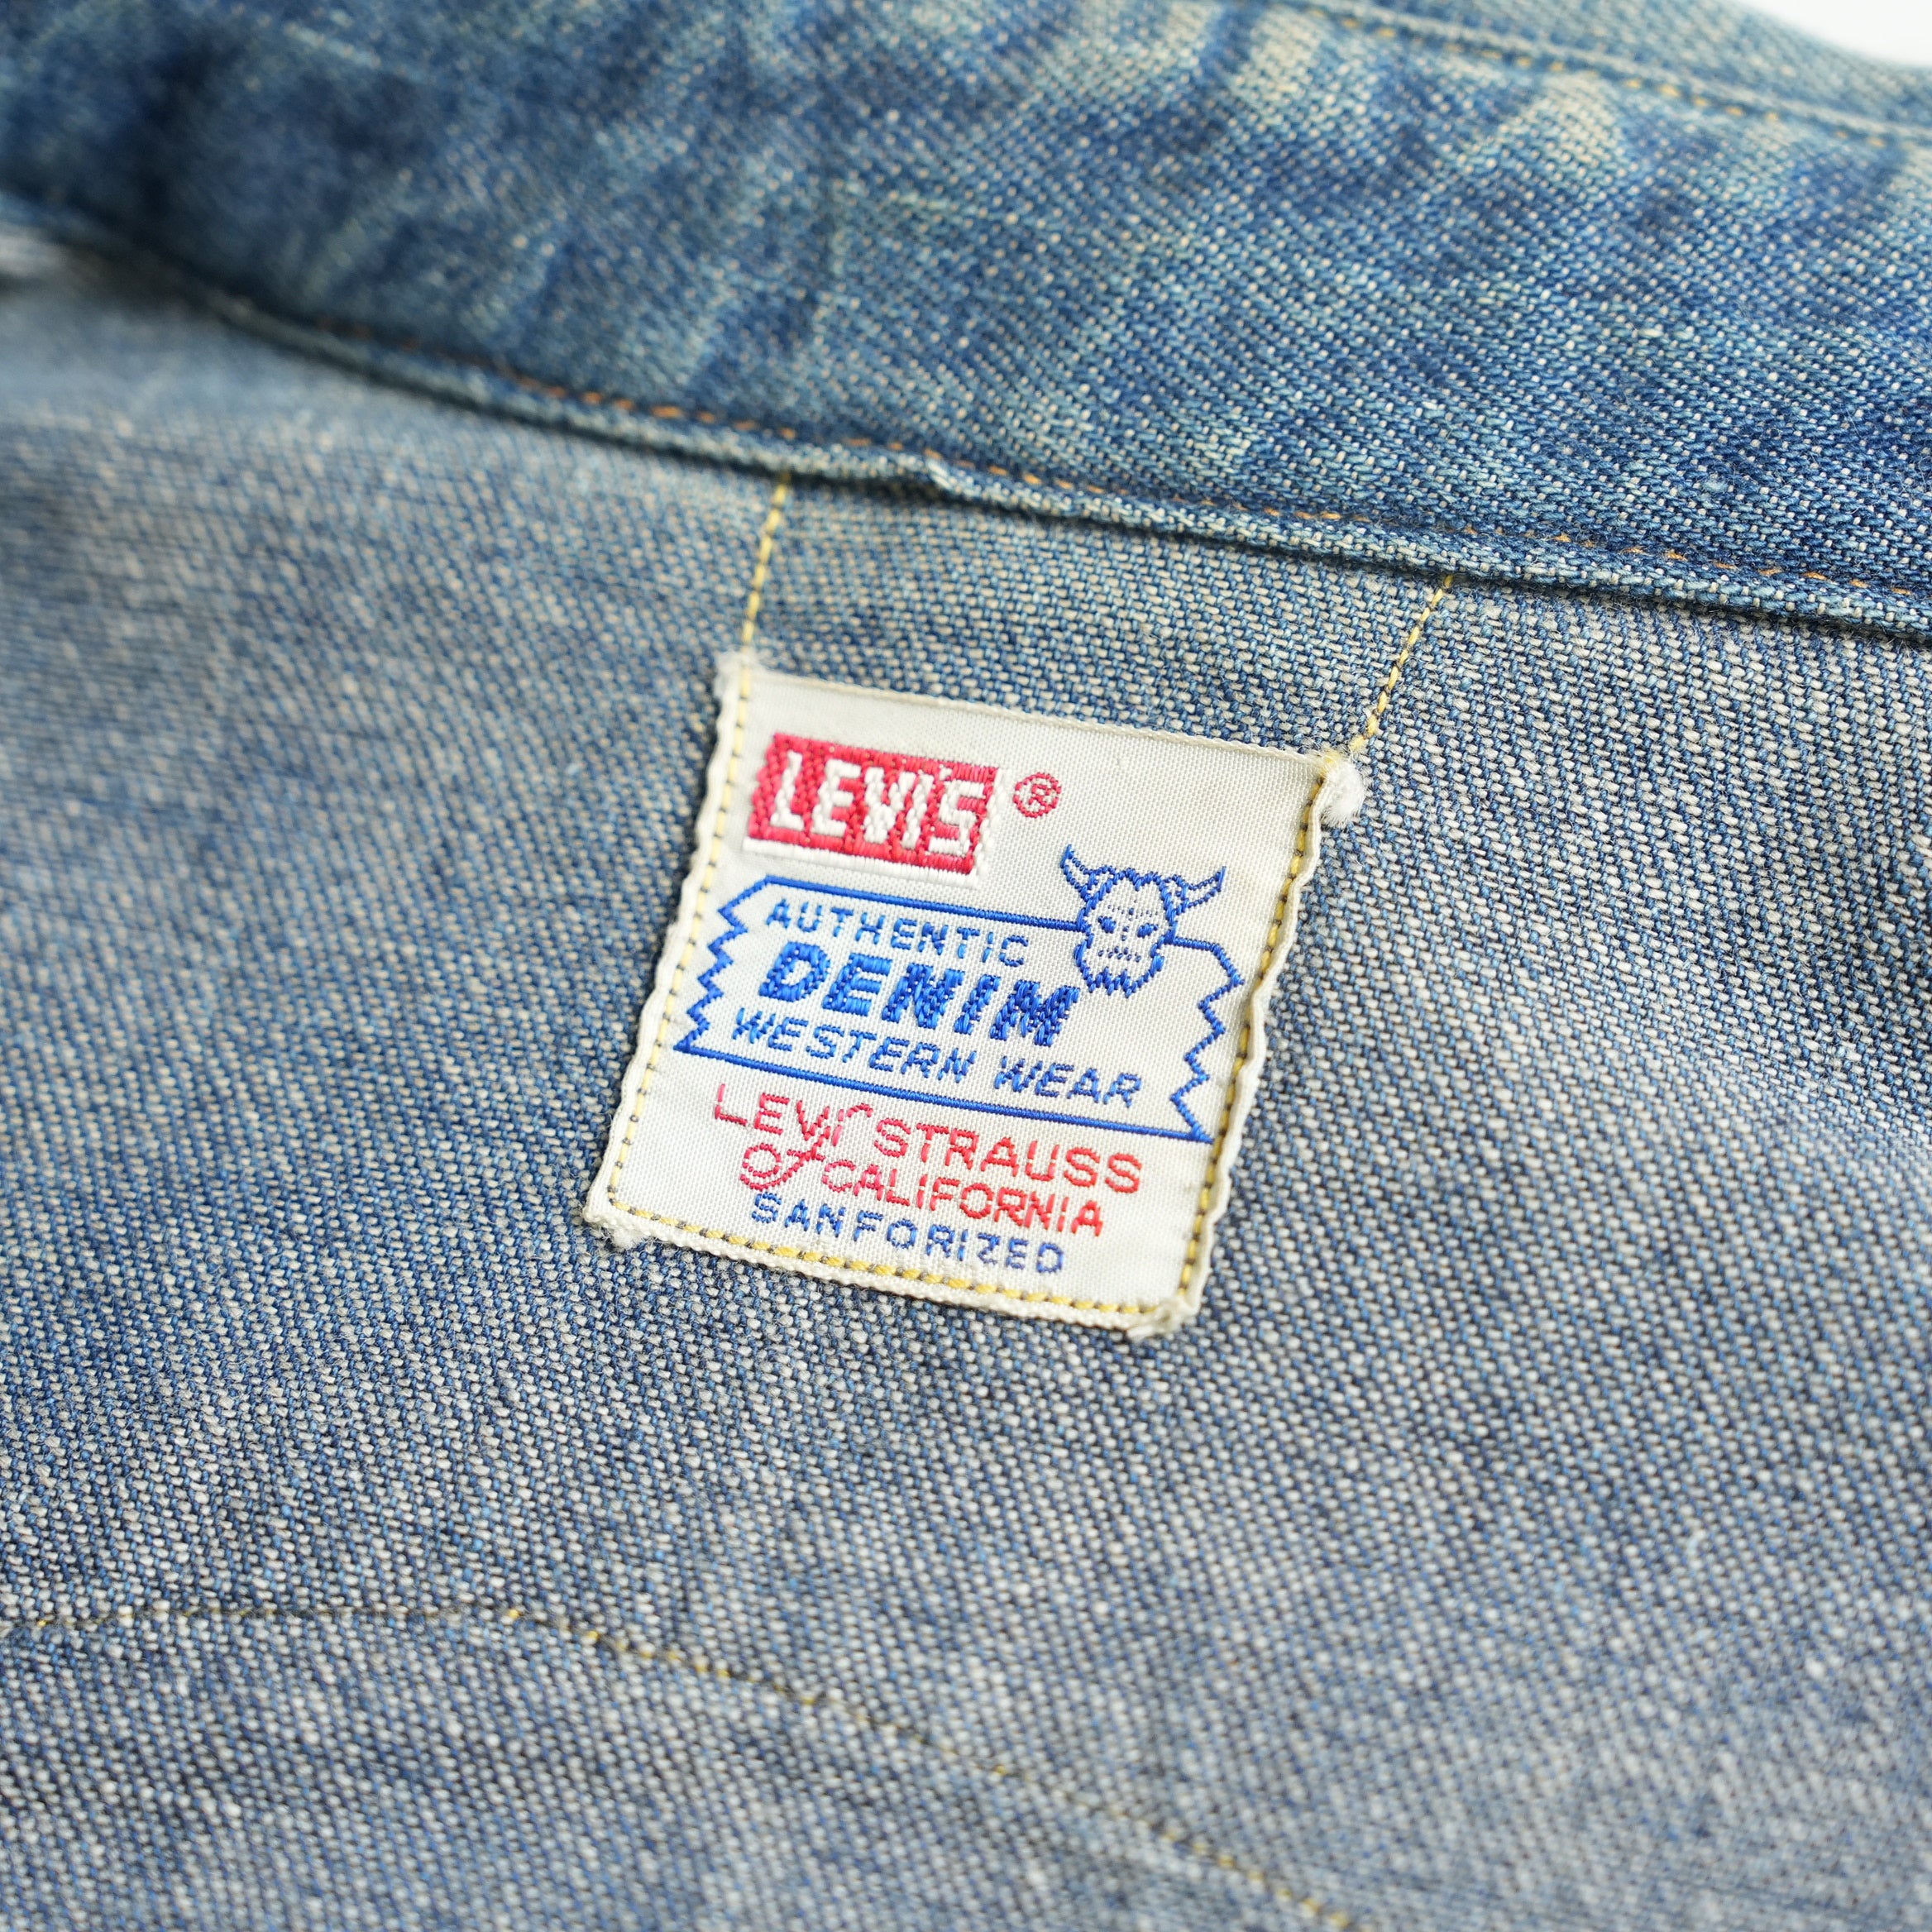 LEVI'S ®
AUTHENTIC
DENIM
WESTERN WEAR
LEVI STRAUSS
OF CALIFORNIA
SANFORIZED